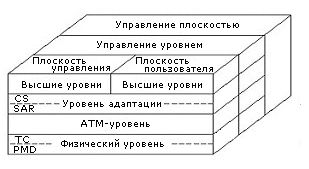 Управление плоскостью
Управление уровнем
Плоскость управления
Плоскость пользователя
Высшие уровни
Высшие уровни
CS
SAR
Уровень адаптации
АТМ-уровень
TC
PMD
Физический уровень